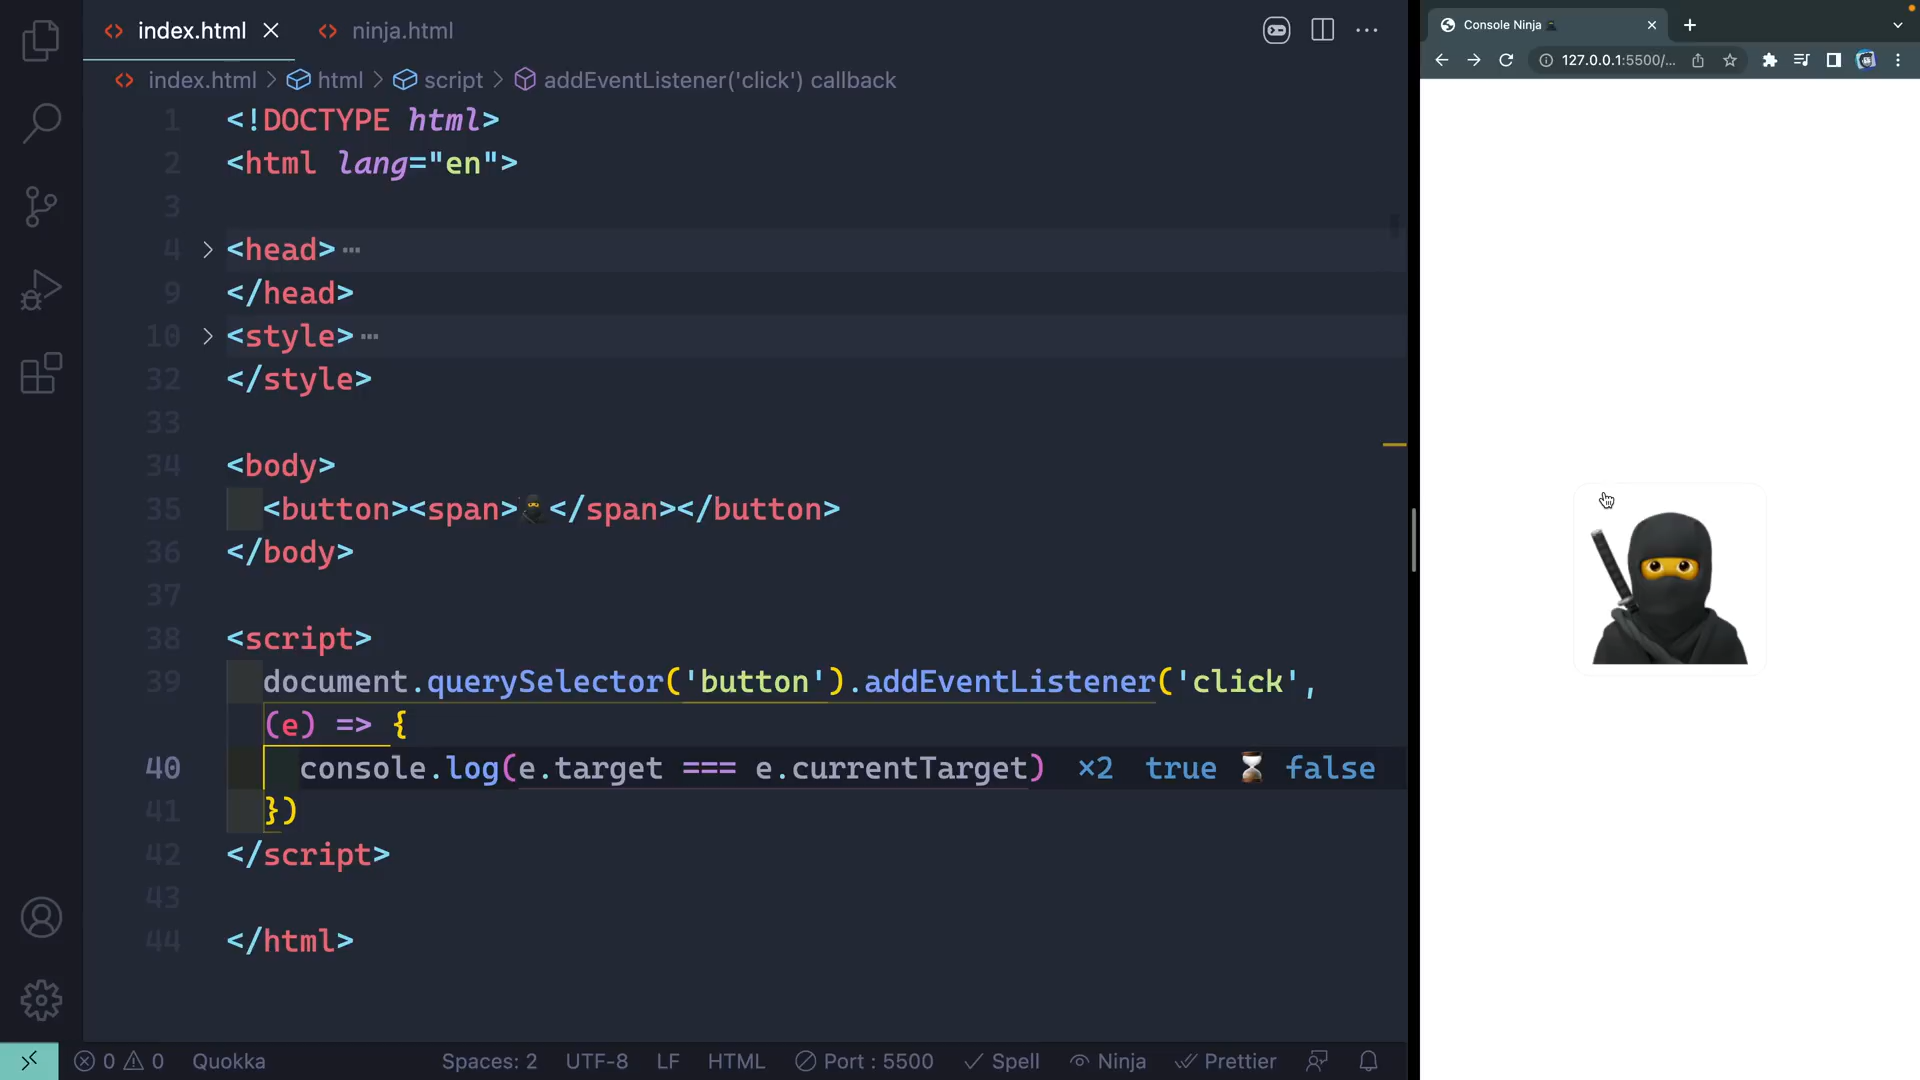 index.html
ninja.html
index.html > html > script > addEventListener('click') callback
1 <!DOCTYPE html>
2 <html lang="en">
3
4 <head> ⋯
9 </head>
10 <style> ⋯
32 </style>
33
34 <body>
35 <button><span>🥷</span></button>
36 </body>
37
38 <script>
39 document.querySelector('button').addEventListener('click',
(e) => {
40 console.log(e.target === e.currentTarget) ×2 true ⏳ false
41 })
42 </script>
43
44 </html>
0 0 Quokka Spaces: 2 UTF-8 LF HTML Port : 5500 Spell Ninja Prettier
Console Ninja 🥷
127.0.0.1:5500/...